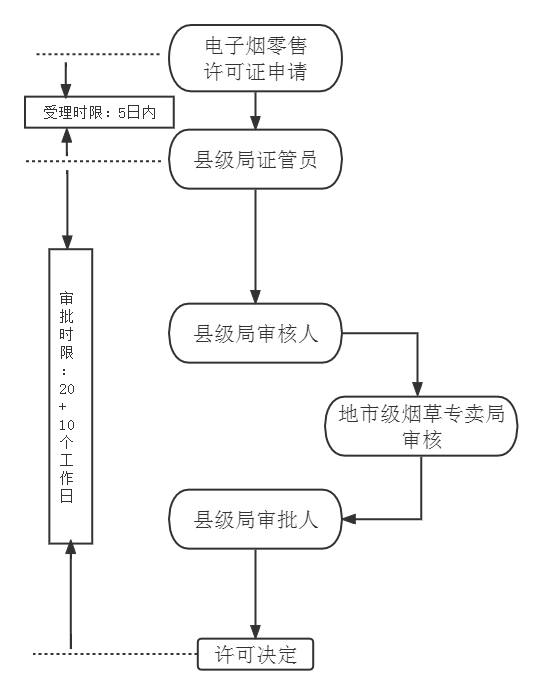 电子烟零售
许可证申请
受理时限：5日内
县级局证管员
县级局审核人
地市级烟草专卖局
审核
县级局审批人
许可决定
审批时限：20+10个工作日